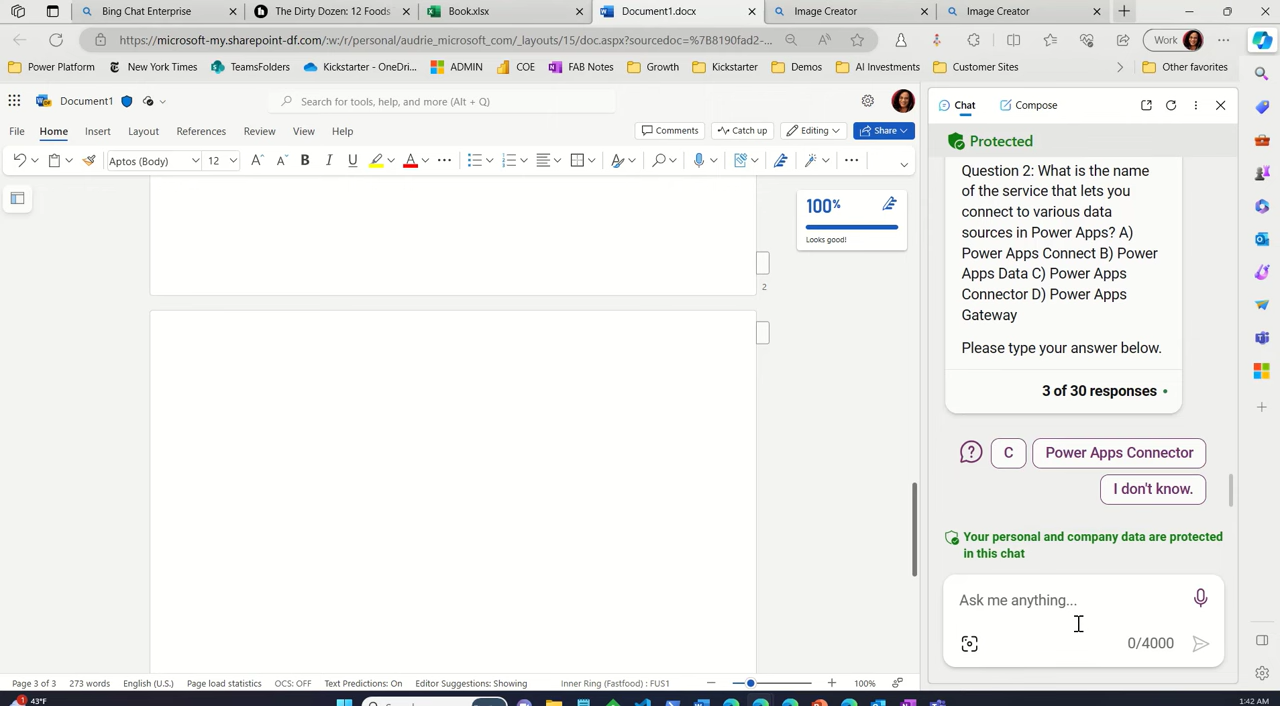 Bing Chat Enterprise
The Dirty Dozen: 12 Foods
Book.xlsx
Document1.docx
Image Creator
Image Creator
https://microsoft-my.sharepoint-df.com/:w:/r/personal/audrie_microsoft_com/_layouts/15/doc.aspx?sourcedoc=%7B8190fad2-...
Work
Power Platform
New York Times
TeamsFolders
Kickstarter - OneDri...
ADMIN
COE
FAB Notes
Growth
Kickstarter
Demos
AI Investments
Customer Sites
Other favorites
Document1
Search for tools, help, and more (Alt + Q)
File
Home
Insert
Layout
References
Review
View
Help
Comments
Catch up
Editing
Share
Aptos (Body)
12
100%
Looks good!
2
Chat
Compose
Protected
Question 2: What is the name
of the service that lets you
connect to various data
sources in Power Apps? A)
Power Apps Connect B) Power
Apps Data C) Power Apps
Connector D) Power Apps
Gateway
Please type your answer below.
3 of 30 responses
C
Power Apps Connector
I don't know.
Your personal and company data are protected
in this chat
Ask me anything...
0/4000
Page 3 of 3
273 words
English (U.S.)
Page load statistics
OCS: OFF
Text Predictions: On
Editor Suggestions: Showing
Inner Ring (Fastfood) : FUS1
100%
1
43°F
1:42 AM